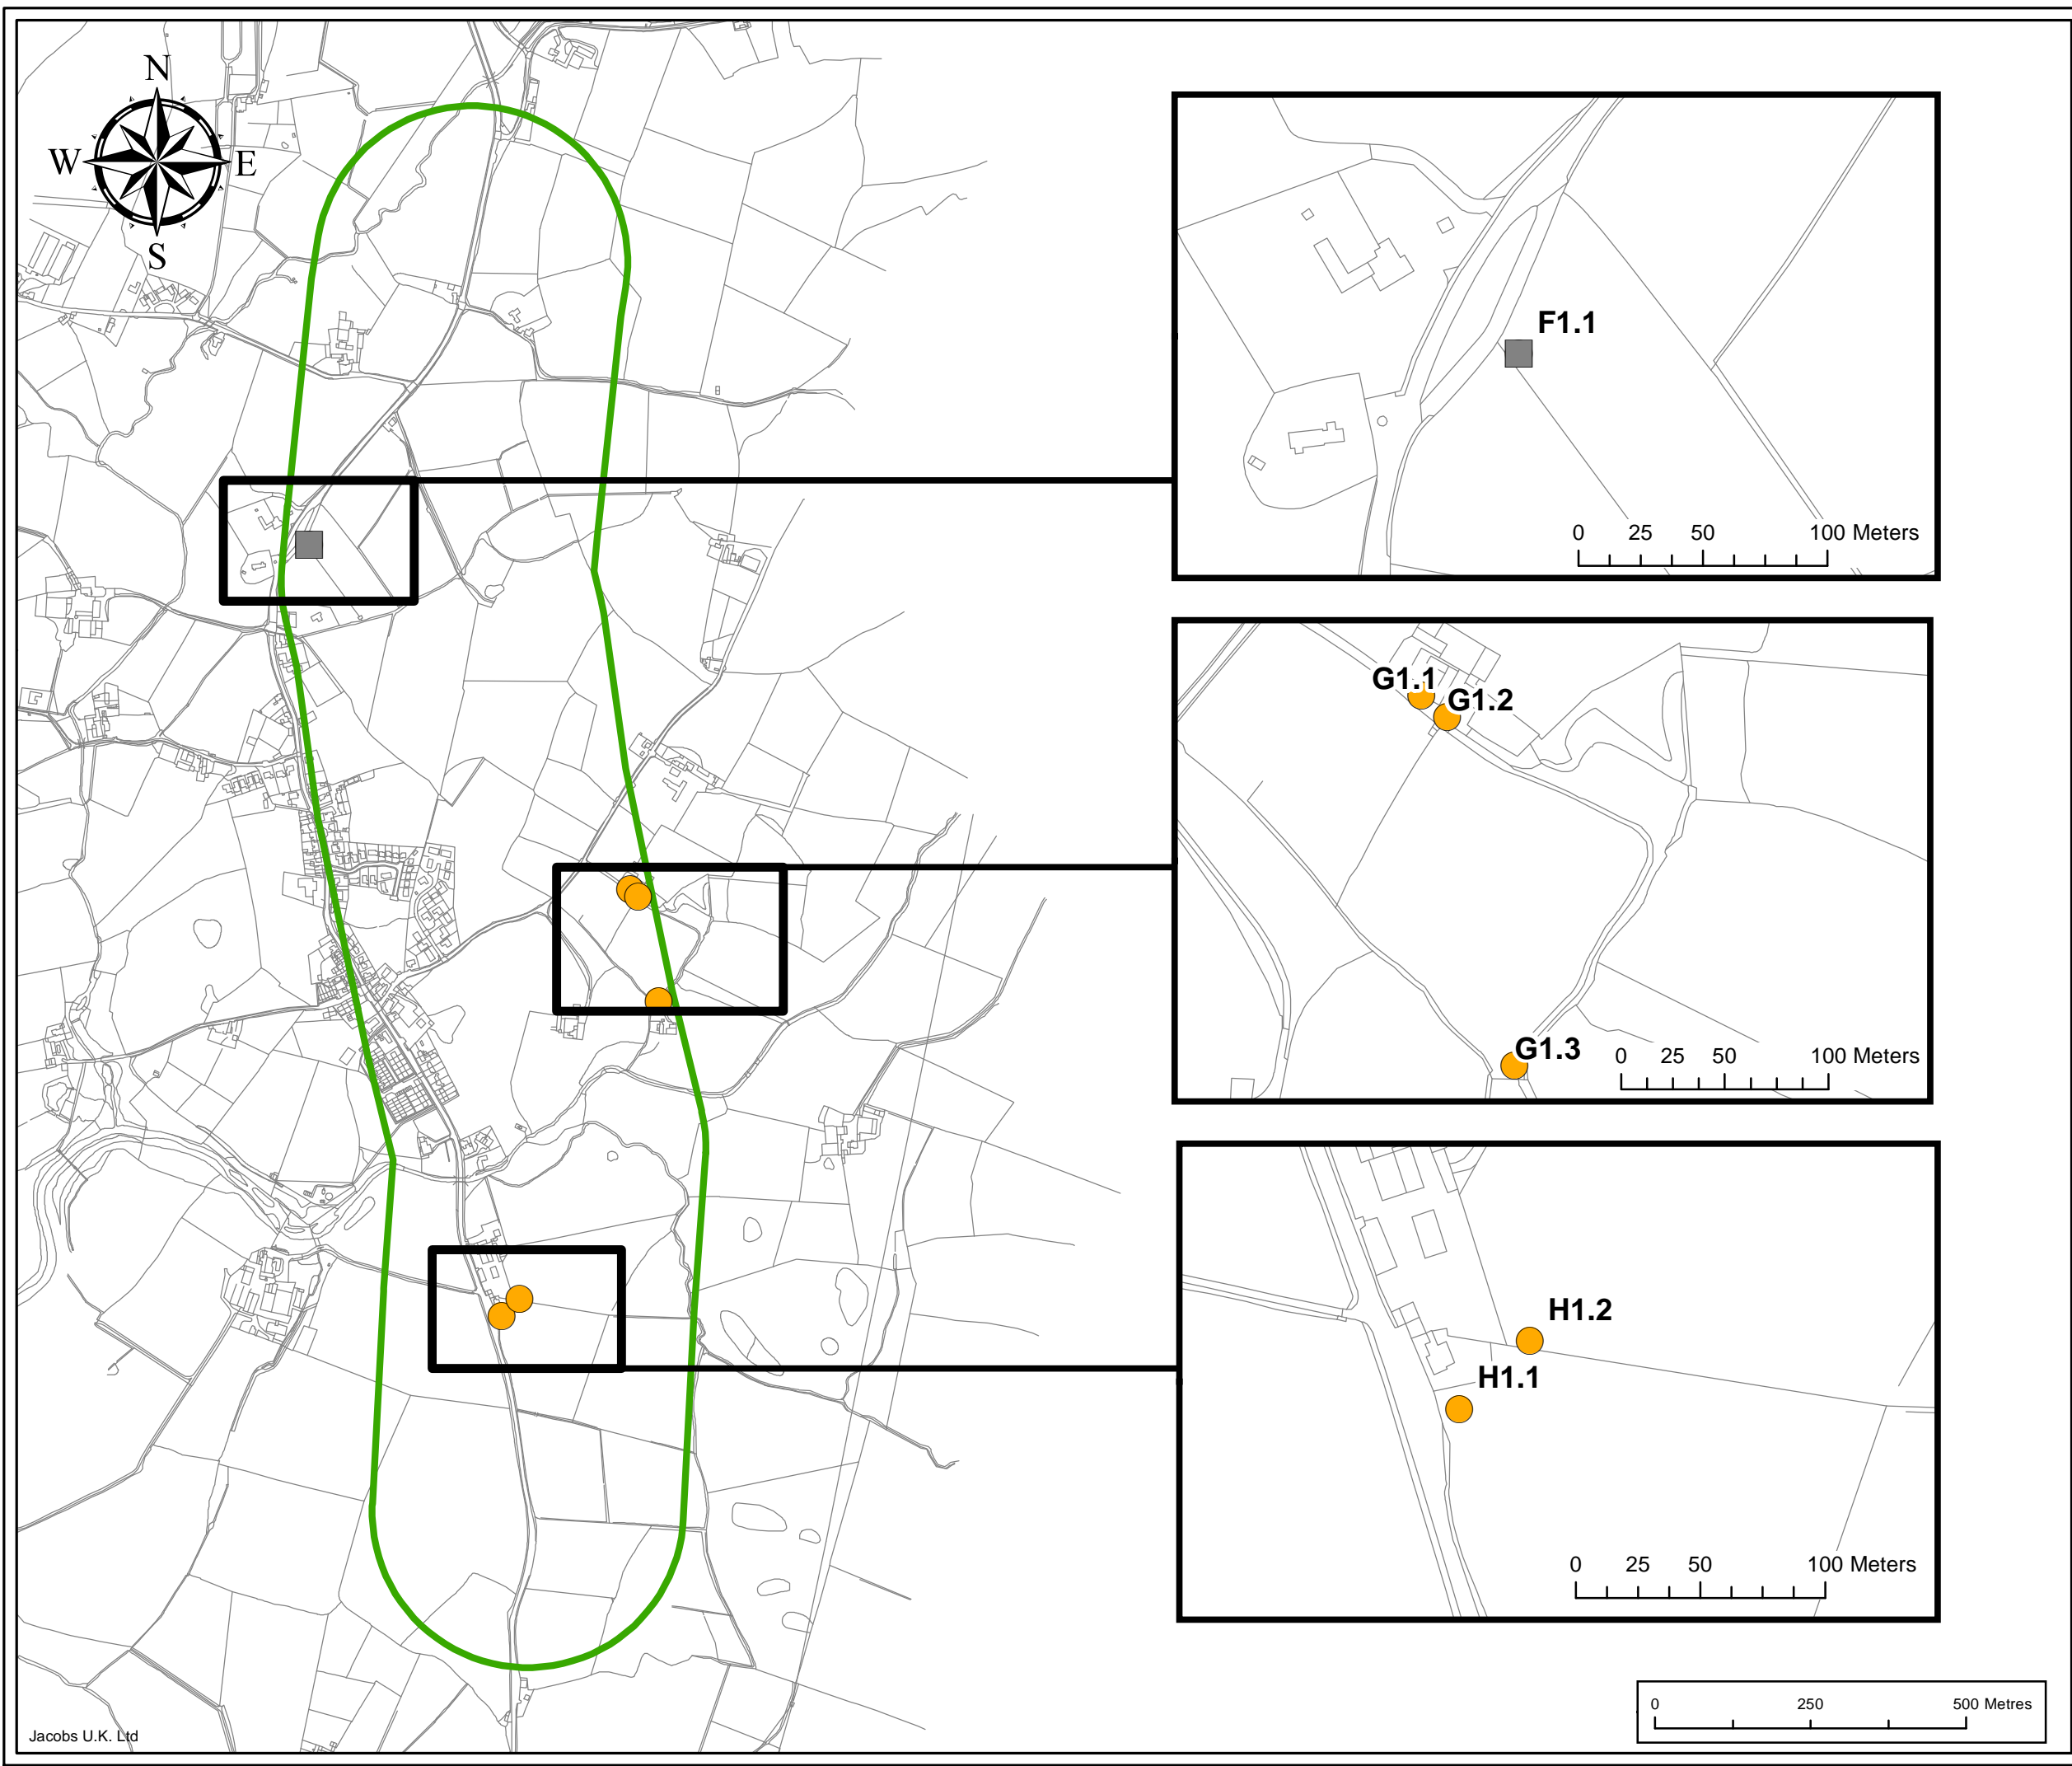 N
W E
S
F1.1
0 25 50 100 Meters
G1.1
G1.2
G1.3
0 25 50 100 Meters
H1.2
H1.1
0 25 50 100 Meters
0 250 500 Metres
Jacobs U.K. Ltd